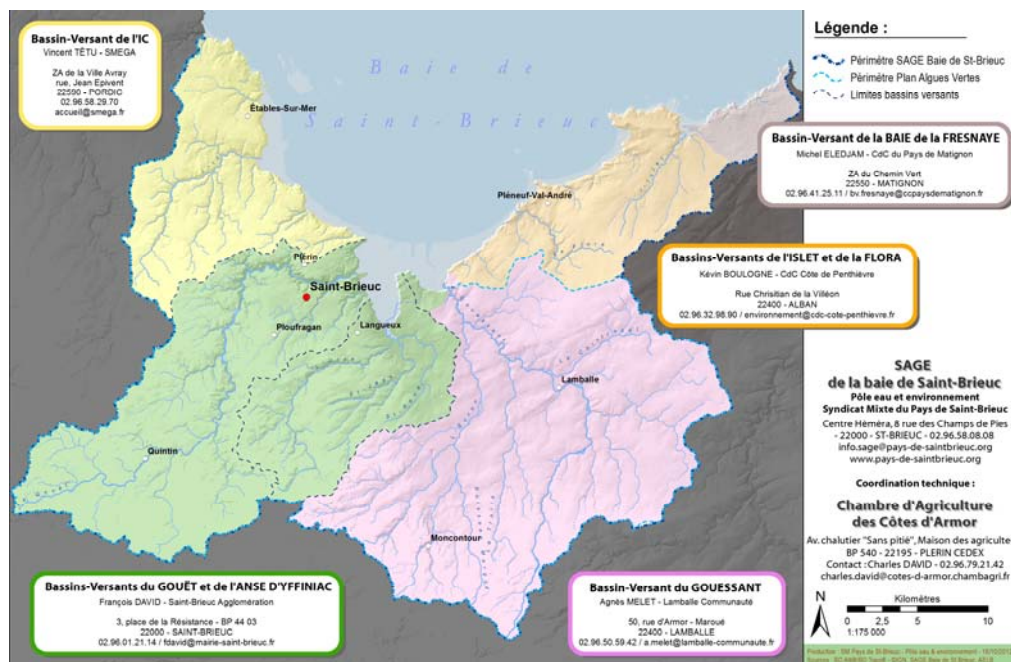 Bassin-Versant de l'IC
Vincent TÊTU - SMEGA
ZA de la Ville Avray
rue, Jean Epivent
22590 - PORDIC
02.96.58.29.70
accueil@smega.fr
Baie de
Saint-Brieuc
Étables-Sur-Mer
Pléneuf-Val-André
Plérin
Saint-Brieuc
Ploufragan
Langueux
Lamballe
Quintin
Moncontour
Légende :
Périmètre SAGE Baie de St-Brieuc
Périmètre Plan Algues Vertes
Limites bassins versants
Bassin-Versant de la BAIE de la FRESNAYE
Michel ELEDJAM - CdC du Pays de Matignon
ZA du Chemin Vert
22550 - MATIGNON
02.96.41.25.11 / bv.fresnaye@ccpaysdematignon.fr
Bassins-Versants de l'ISLET et de la FLORA
Kévin BOULOGNE - CdC Côte de Penthièvre
Rue Chrisitian de la Villéon
22400 - ALBAN
02.96.32.98.90 / environnement@cdc-cote-penthievre.fr
SAGE
de la baie de Saint-Brieuc
Pôle eau et environnement
Syndicat Mixte du Pays de Saint-Brieuc
Centre Héméra, 8 rue des Champs de Pies
- 22000 - ST-BRIEUC - 02.96.58.08.08
info.sage@pays-de-saintbrieuc.org
www.pays-de-saintbrieuc.org
Coordination technique :
Chambre d'Agriculture
des Côtes d'Armor
Av. chalutier "Sans pitié", Maison des agricult
BP 540 - 22195 - PLERIN CEDEX
Contact : Charles DAVID - 02.96.79.21.42
charles.david@cotes-d-armor.chambagri.fr
Bassins-Versants du GOUËT et de l'ANSE D'YFFINIAC
François DAVID - Saint-Brieuc Agglomération
3, place de la Résistance - BP 44 03
22000 - SAINT-BRIEUC
02.96.01.21.14 / fdavid@mairie-saint-brieuc.fr
Bassin-Versant du GOUESSANT
Agnès MELET - Lamballe Communauté
50, rue d'Armor - Maroué
22400 - LAMBALLE
02.96.50.59.42 / a.melet@lamballe-communaute.fr
N
Kilomètres
0 2.5 5 10
1:175 000
Production : SM Pays de St-Brieuc - Pôle eau & environnement